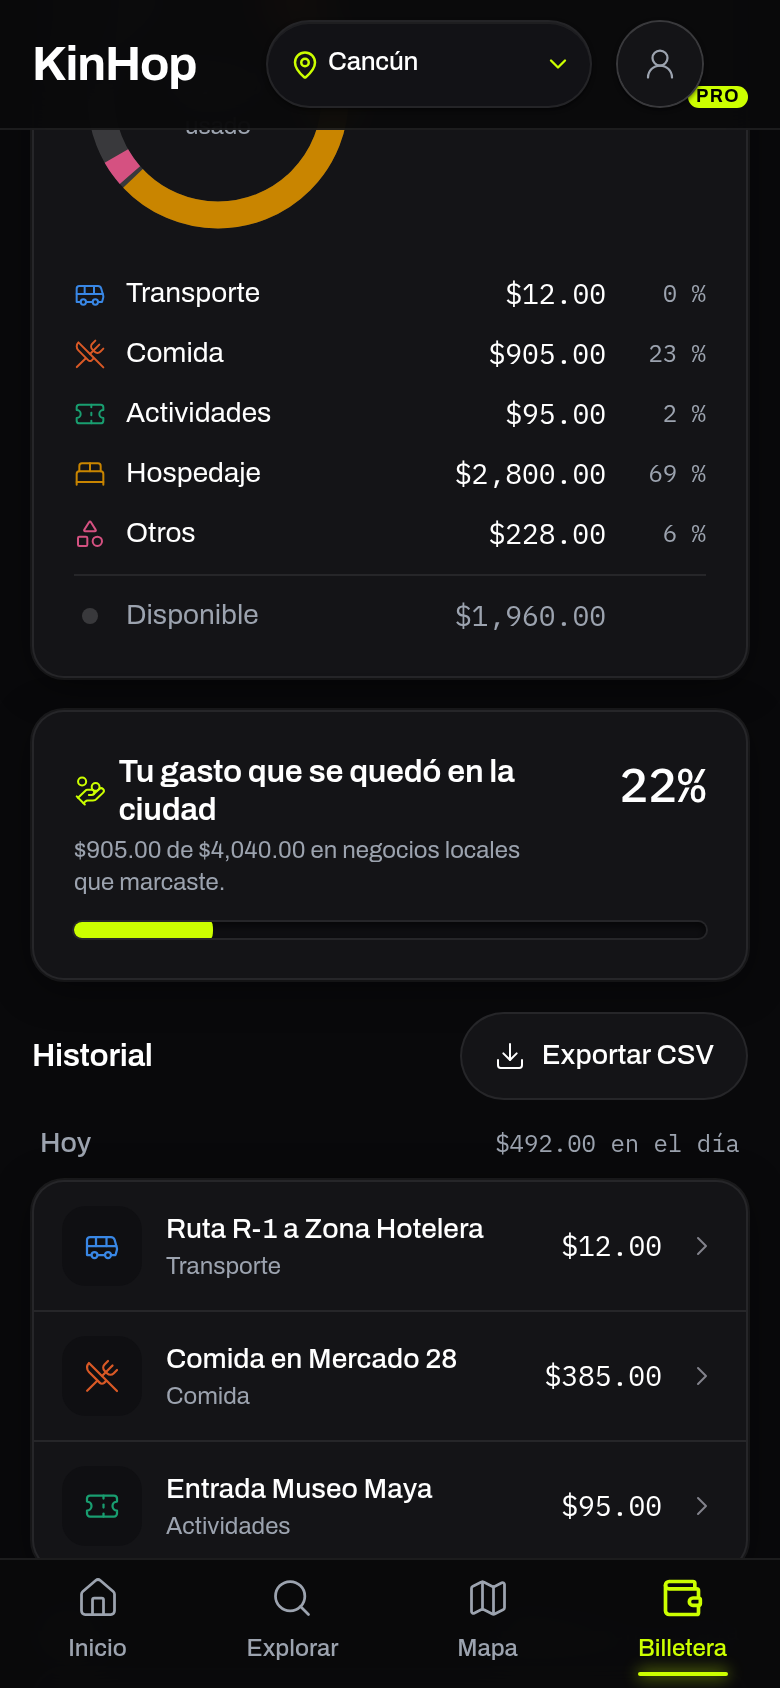 KinHop
Cancún
PRO
usado
Transporte $12.00 0 %
Comida $905.00 23 %
Actividades $95.00 2 %
Hospedaje $2,800.00 69 %
Otros $228.00 6 %
Disponible $1,960.00
Tu gasto que se quedó en la
ciudad
22%
$905.00 de $4,040.00 en negocios locales
que marcaste.
Historial
Exportar CSV
Hoy $492.00 en el día
Ruta R-1 a Zona Hotelera
Transporte
$12.00
Comida en Mercado 28
Comida
$385.00
Entrada Museo Maya
Actividades
$95.00
Inicio Explorar Mapa Billetera